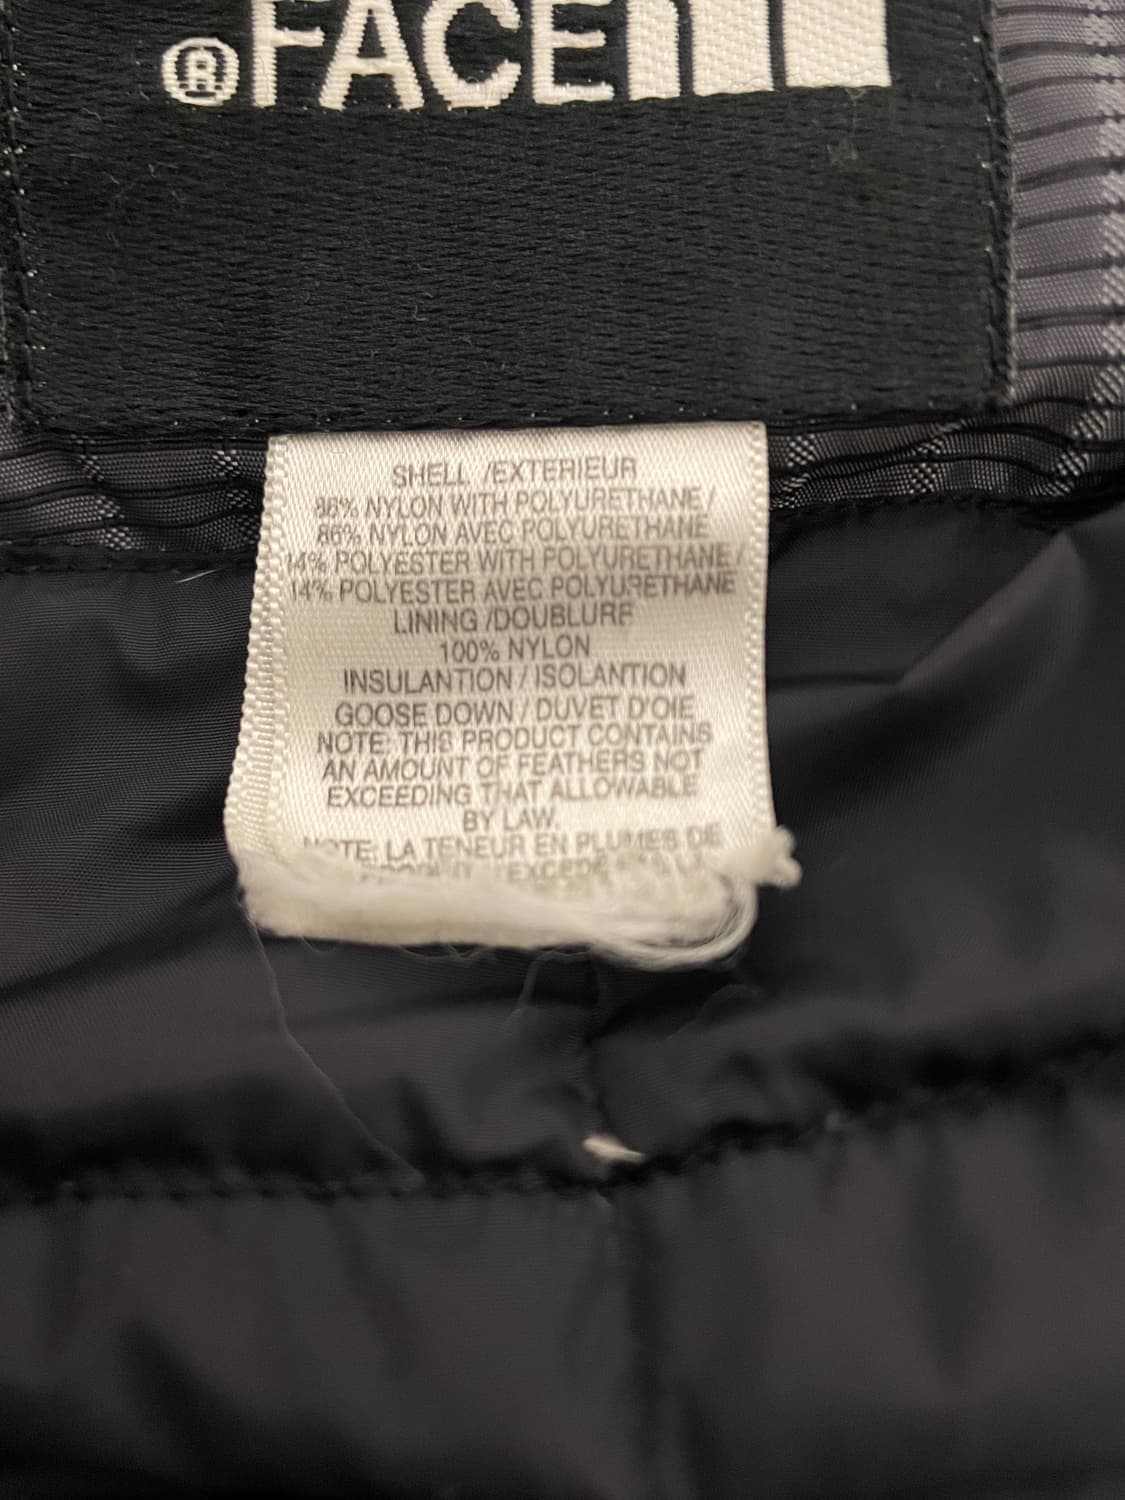 ®FACE
SHELL /EXTERIEUR
86% NYLON WITH POLYURETHANE /
86% NYLON AVEC POLYURETHANE
14% POLYESTER WITH POLYURETHANE /
14% POLYESTER AVEC POLYURETHANE
LINING /DOUBLURE
100% NYLON
INSULANTION / ISOLANTION
GOOSE DOWN / DUVET D'OIE
NOTE: THIS PRODUCT CONTAINS
AN AMOUNT OF FEATHERS NOT
EXCEEDING THAT ALLOWABLE
BY LAW.
NOTE: LA TENEUR EN PLUMES DE